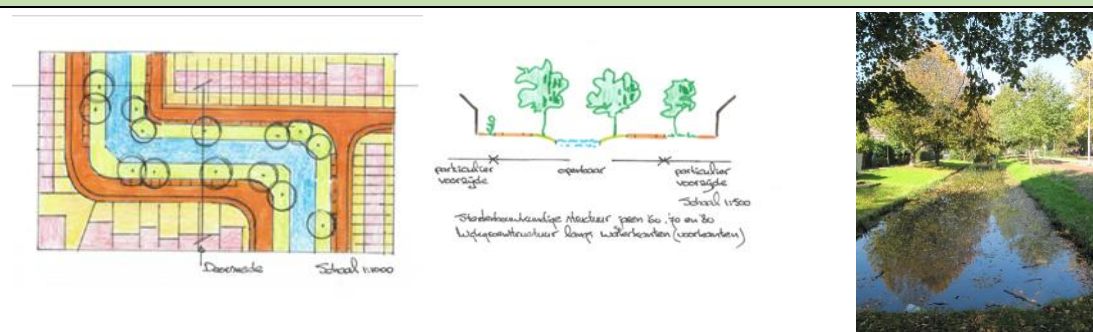 Doorsnede
Schaal 1:1000
particulier
voorzijde
openbaar
particulier
voorzijde
Schaal 1:500
Stedenbouwkundige structuur jaren 60, 70 en 80
Wijkgroenstructuur langs waterkanten (voorkanten)